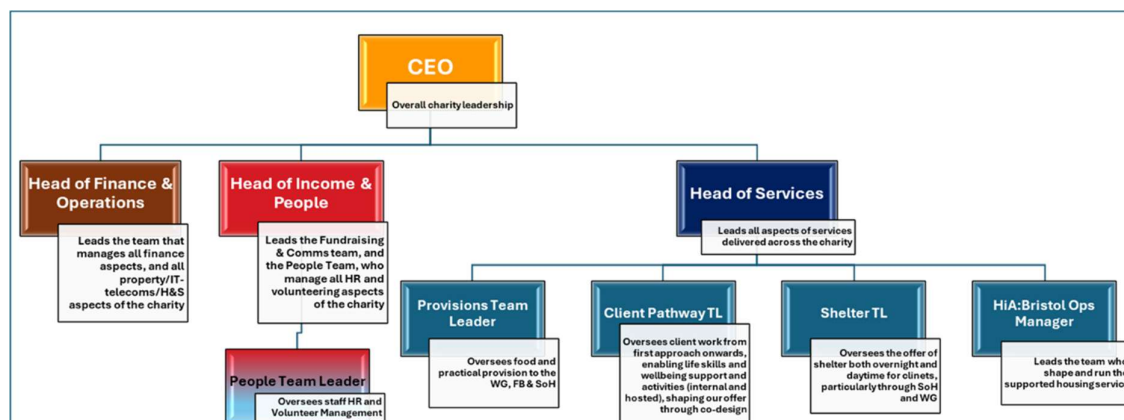 CEO
Overall charity leadership
Head of Finance &
Operations
Leads the team that
manages all finance
aspects, and all
property/IT-
telecoms/H&S
aspects of the charity
Head of Income &
People
Leads the Fundraising
& Comms team, and
the People Team, who
manage all HR and
volunteering aspects
of the charity
Head of Services
Leads all aspects of services
delivered across the charity
People Team Leader
Oversees staff HR and
Volunteer Management
Provisions Team
Leader
Oversees food and
practical provision to the
WG, FB & SoH
Client Pathway TL
Oversees client work from
first approach onwards,
enabling life skills and
wellbeing support and
activities (internal and
hosted), shaping our offer
through co-design
Shelter TL
Oversees the offer of
shelter both overnight and
daytime for clinets,
particularly through SoH
and WG
HiA:Bristol Ops
Manager
Leads the team who
shape and run the
supported housing service